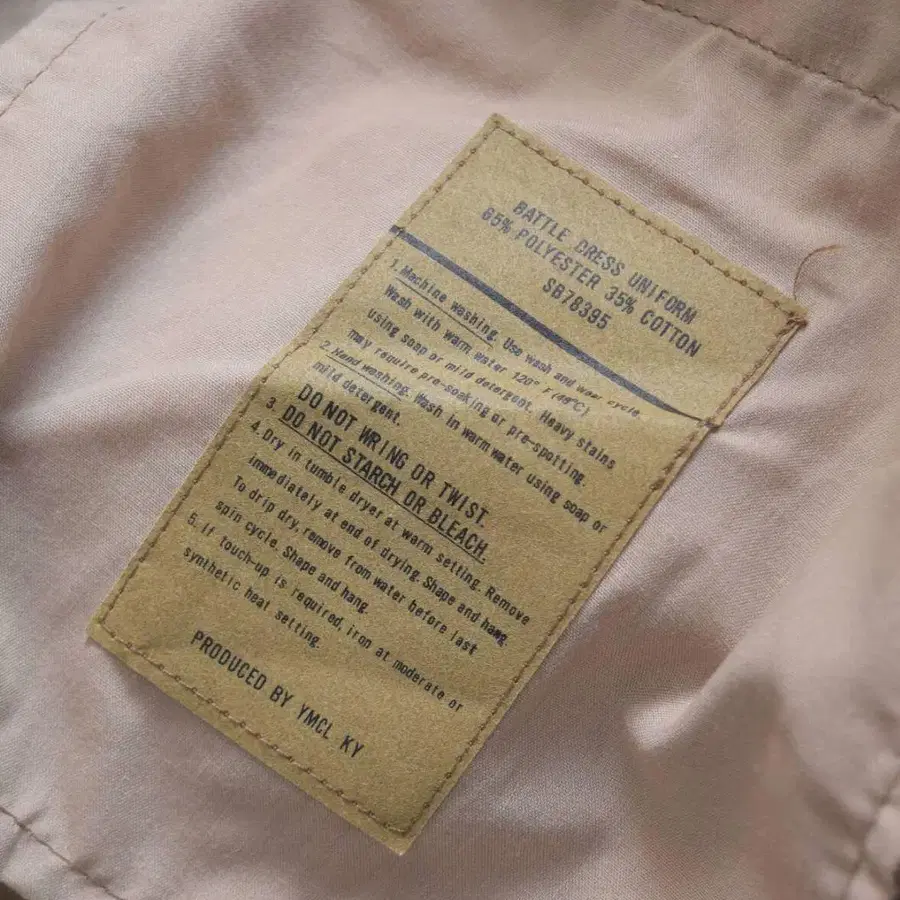 BATTLE DRESS UNIFORM
65% POLYESTER 35% COTTON
SB78395
1. Machine washing. Use wash and wear cycle.
Wash with warm water 120° f (49°C)
using soap or mild detergent. Heavy stains
may require pre-soaking or pre-spotting.
2. Hand washing. Wash in warm water using soap or
mild detergent.
DO NOT WRING OR TWIST.
3. DO NOT STARCH OR BLEACH.
4. Dry in tumble dryer at warm setting. Remove
immediately at end of drying. Shape and hang
To drip dry, remove from water before last
spin cycle. Shape and hang.
5. If touch-up is required, iron at moderate or
synthetic heat setting.
PRODUCED BY YMCL KY